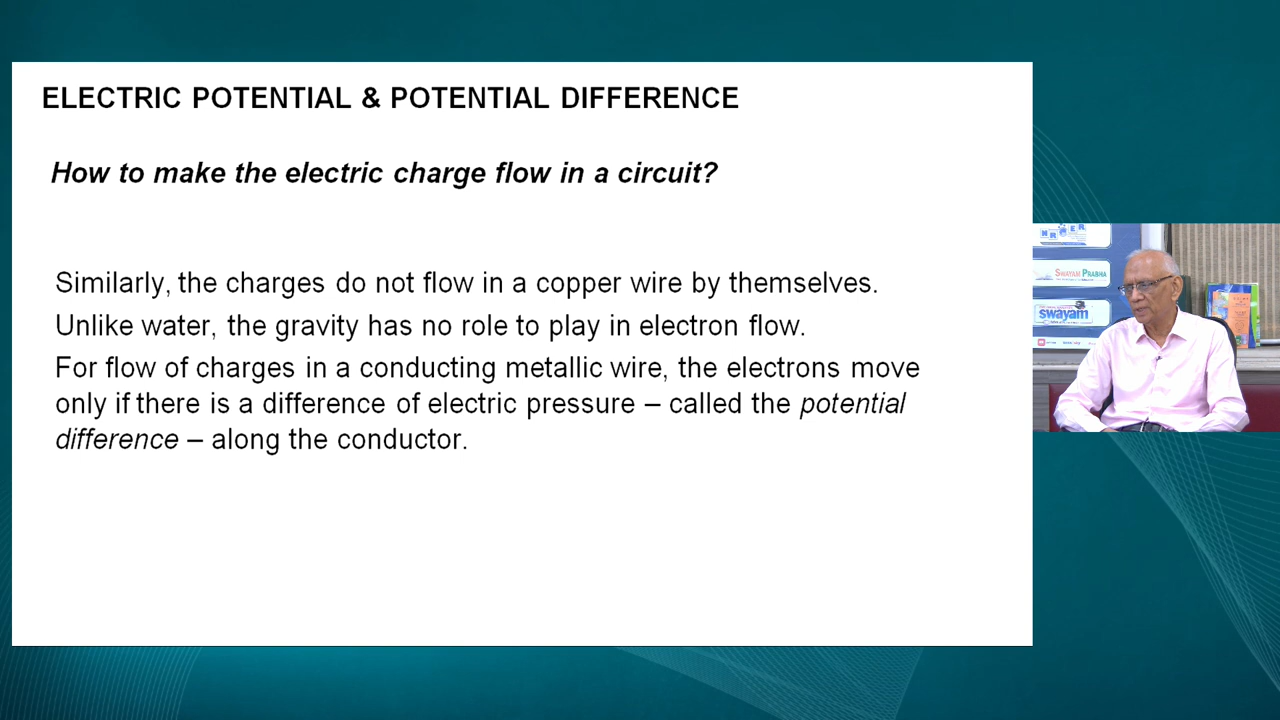 ELECTRIC POTENTIAL & POTENTIAL DIFFERENCE
How to make the electric charge flow in a circuit?
Similarly, the charges do not flow in a copper wire by themselves.
Unlike water, the gravity has no role to play in electron flow.
For flow of charges in a conducting metallic wire, the electrons move
only if there is a difference of electric pressure – called the potential
difference – along the conductor.
SWAYAM PRABHA
swayam